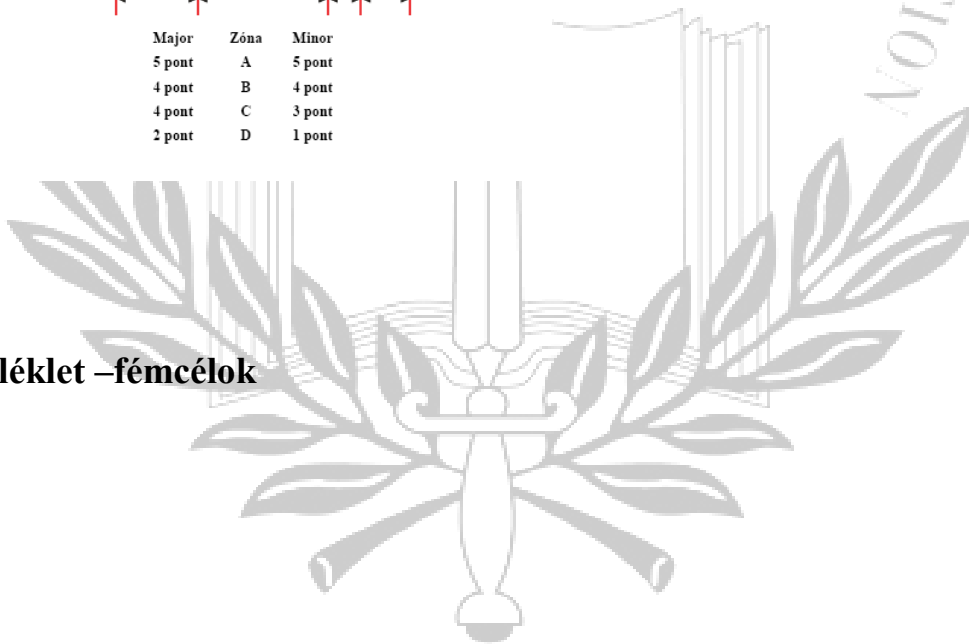 Major Zóna Minor
5 pont A 5 pont
4 pont B 4 pont
4 pont C 3 pont
2 pont D 1 pont
léklet –fémcélok